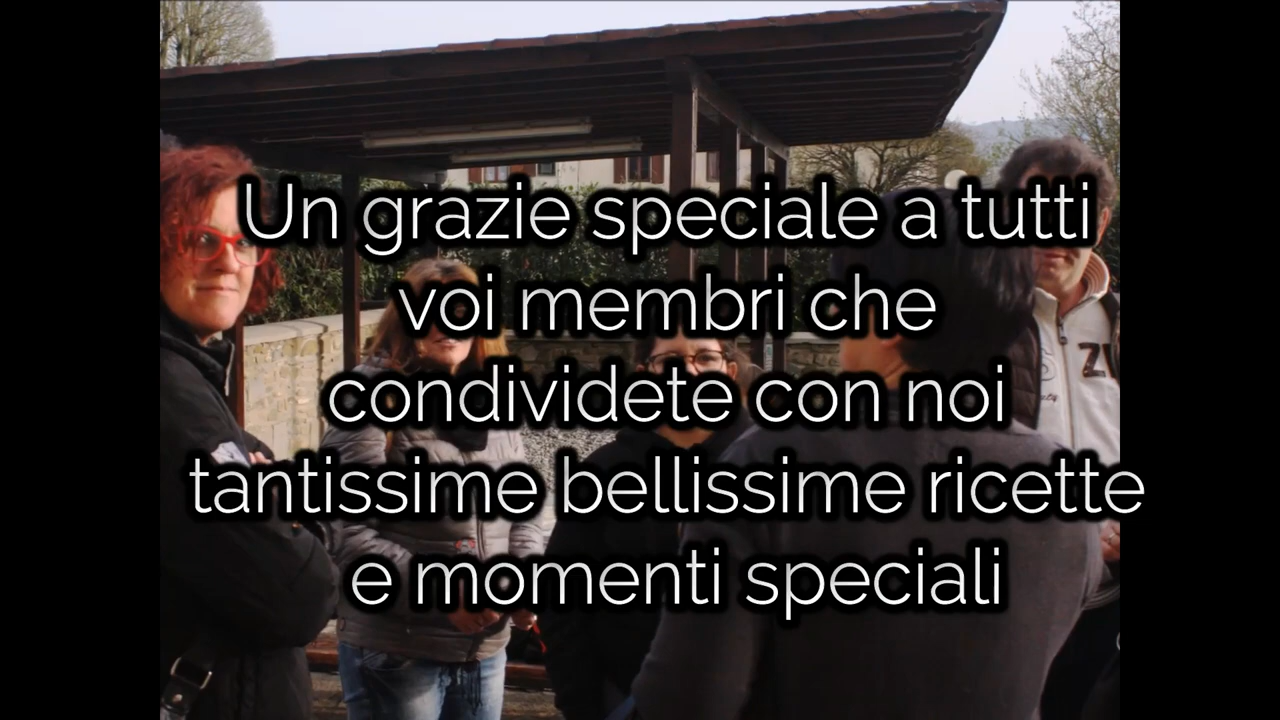 Un grazie speciale a tutti
voi membri che
condividete con noi
tantissime bellissime ricette
e momenti speciali